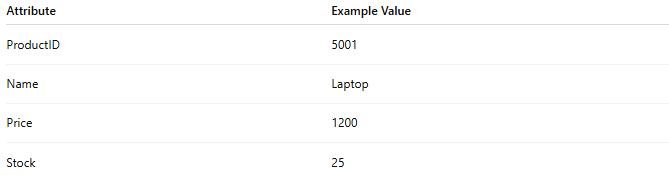 Attribute Example Value
ProductID 5001
Name Laptop
Price 1200
Stock 25